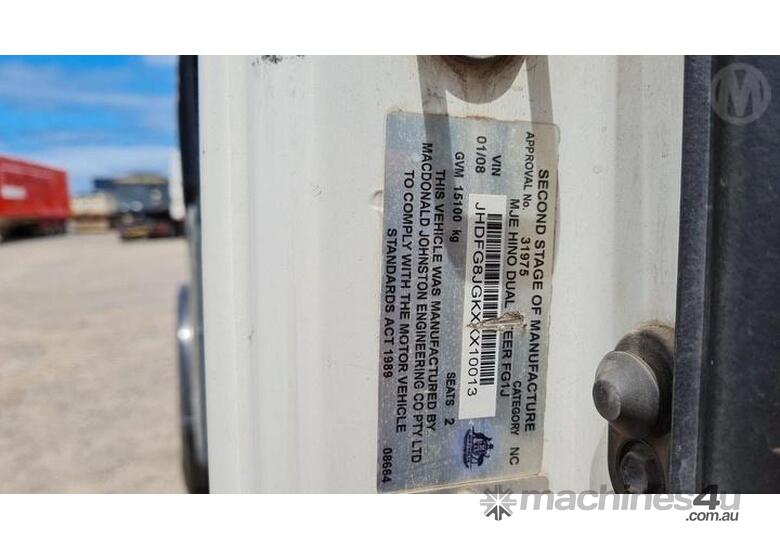 SECOND STAGE OF MANUFACTURE
APPROVAL No. 31975 CATEGORY NC
MJE HINO DUAL STEER FG1J
VIN JHDFG8JGKXXX10013
01/08
GVM 15100 kg SEATS 2
THIS VEHICLE WAS MANUFACTURED BY
MACDONALD JOHNSTON ENGINEERING CO PTY LTD
TO COMPLY WITH THE MOTOR VEHICLE
STANDARDS ACT 1989
08664
M
machines4u
.com.au